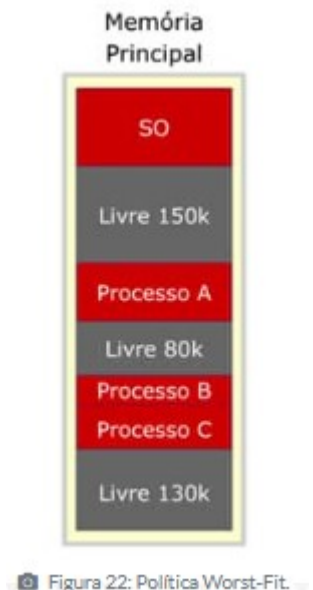 Memória
Principal
SO
Livre 150k
Processo A
Livre 80k
Processo B
Processo C
Livre 130k
Figura 22: Política Worst-Fit.